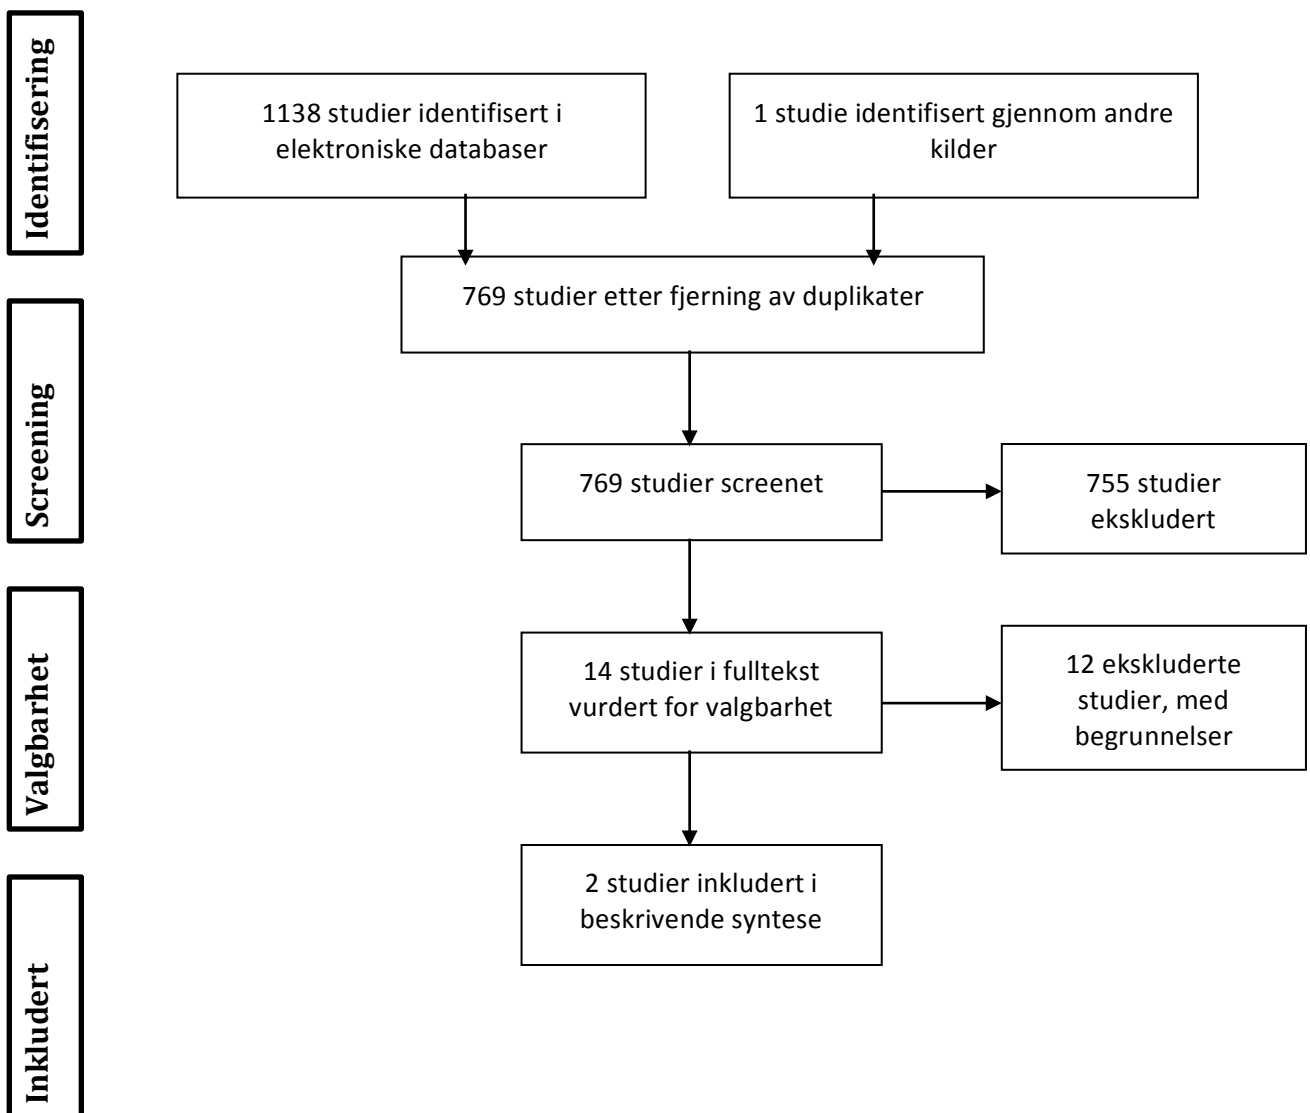 Identifisering
1138 studier identifisert i
elektroniske databaser
1 studie identifisert gjennom andre
kilder
769 studier etter fjerning av duplikater
Screening
769 studier screenet
755 studier
ekskludert
Valgbarhet
14 studier i fulltekst
vurdert for valgbarhet
12 ekskluderte
studier, med
begrunnelser
2 studier inkludert i
beskrivende syntese
Inkludert